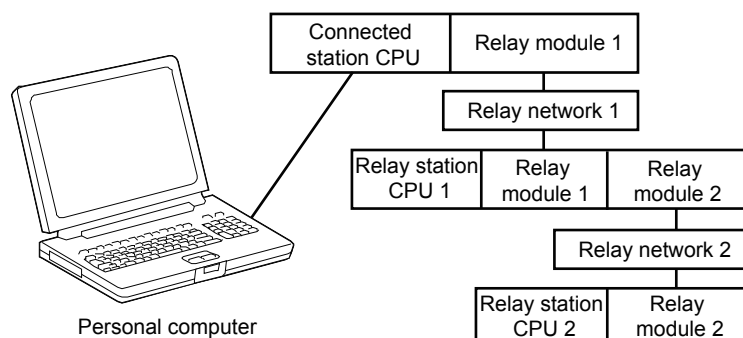 Connected
station CPU
Relay module 1
Relay network 1
Relay station
CPU 1
Relay
module 1
Relay
module 2
Relay network 2
Relay station
CPU 2
Relay
module 2
Personal computer